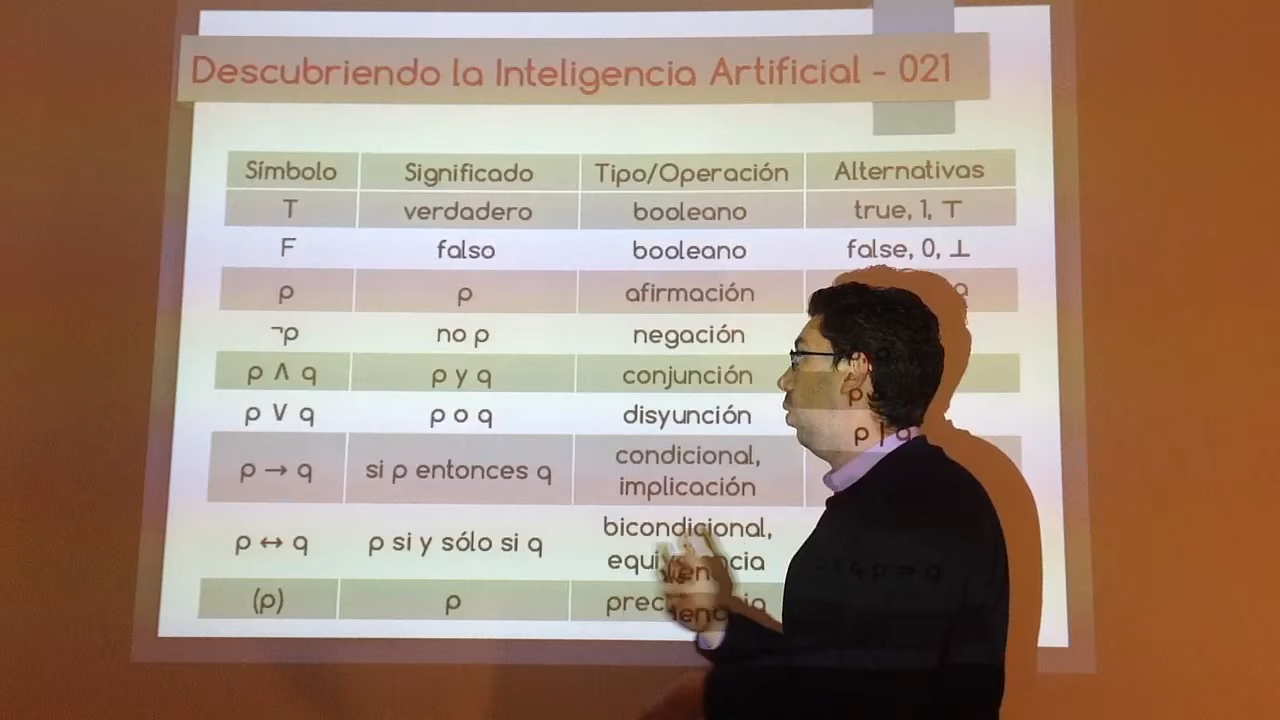 Descubriendo la Inteligencia Artificial - 021
Símbolo Significado Tipo/Operación Alternativas
T verdadero booleano true, 1, ⊤
F falso booleano false, 0, ⊥
p p afirmación
¬p no p negación
p ∧ q p y q conjunción
p ∨ q p o q disyunción p | q
p → q si p entonces q condicional,
implicación
p ↔ q p si y sólo si q bicondicional,
(p) p